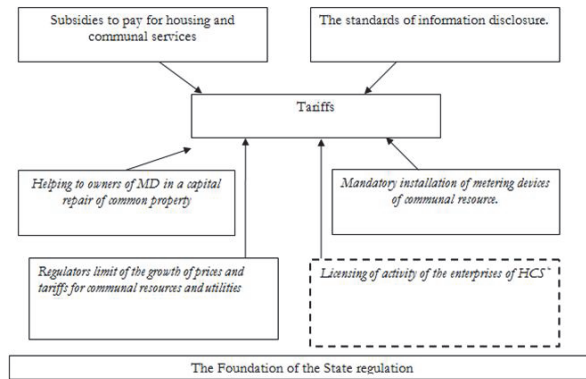 Subsidies to pay for housing and
communal services
The standards of information disclosure.
Tariffs
Helping to owners of MD in a capital
repair of common property
Mandatory installation of metering devices
of communal resource.
Regulators limit of the growth of prices and
tariffs for communal resources and utilities
Licensing of activity of the enterprises of HCS
The Foundation of the State regulation